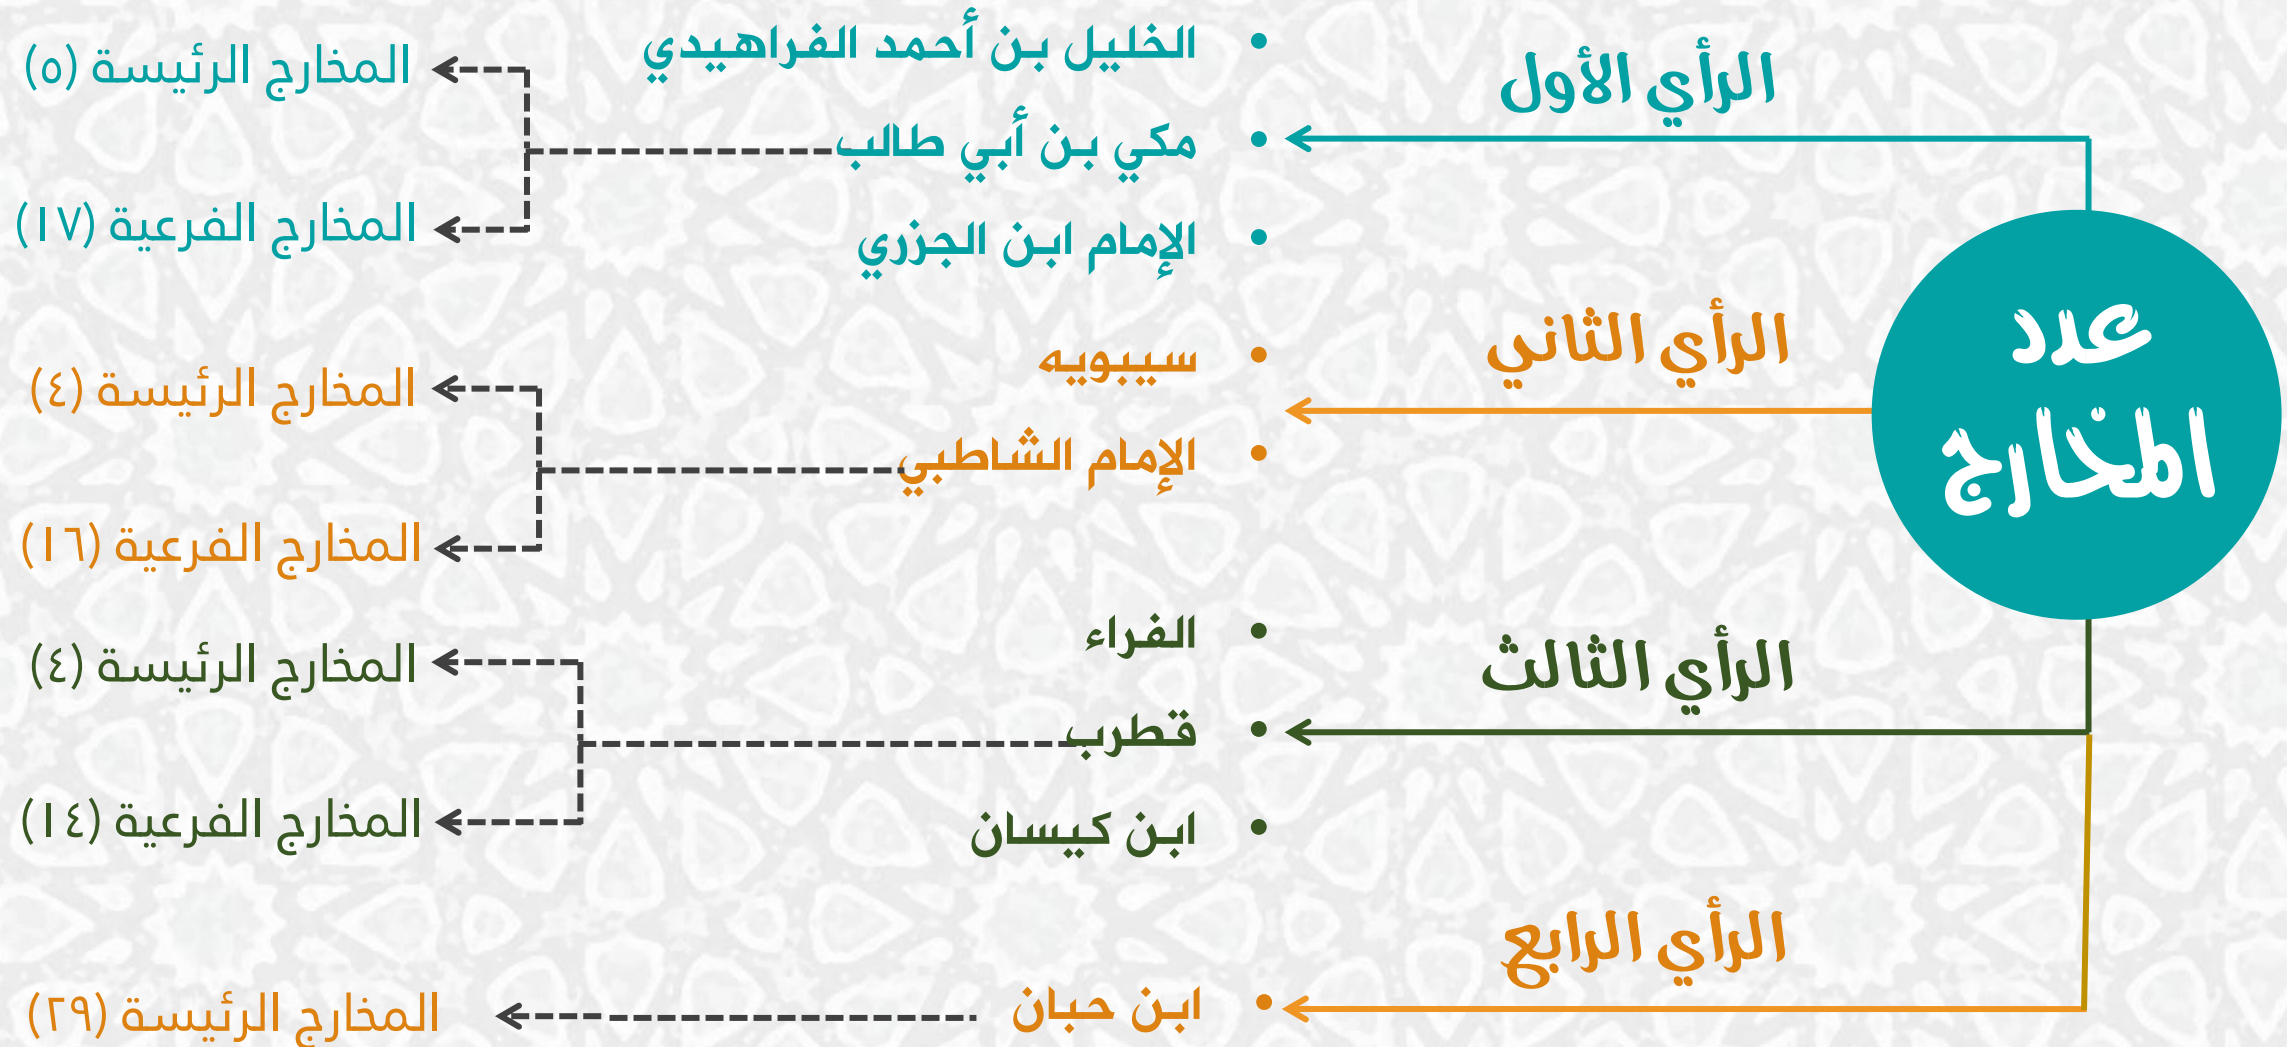 عدد
المخارج
الرأي الأول
الخليل بن أحمد الفراهيدي
مكي بن أبي طالب
الإمام ابن الجزري
المخارج الرئيسة (٥)
المخارج الفرعية (١٧)
الرأي الثاني
سيبويه
الإمام الشاطبي
المخارج الرئيسة (٤)
المخارج الفرعية (١٦)
الرأي الثالث
الفراء
قطرب
ابن كيسان
المخارج الرئيسة (٤)
المخارج الفرعية (١٤)
الرأي الرابع
ابن حبان
المخارج الرئيسة (٢٩)